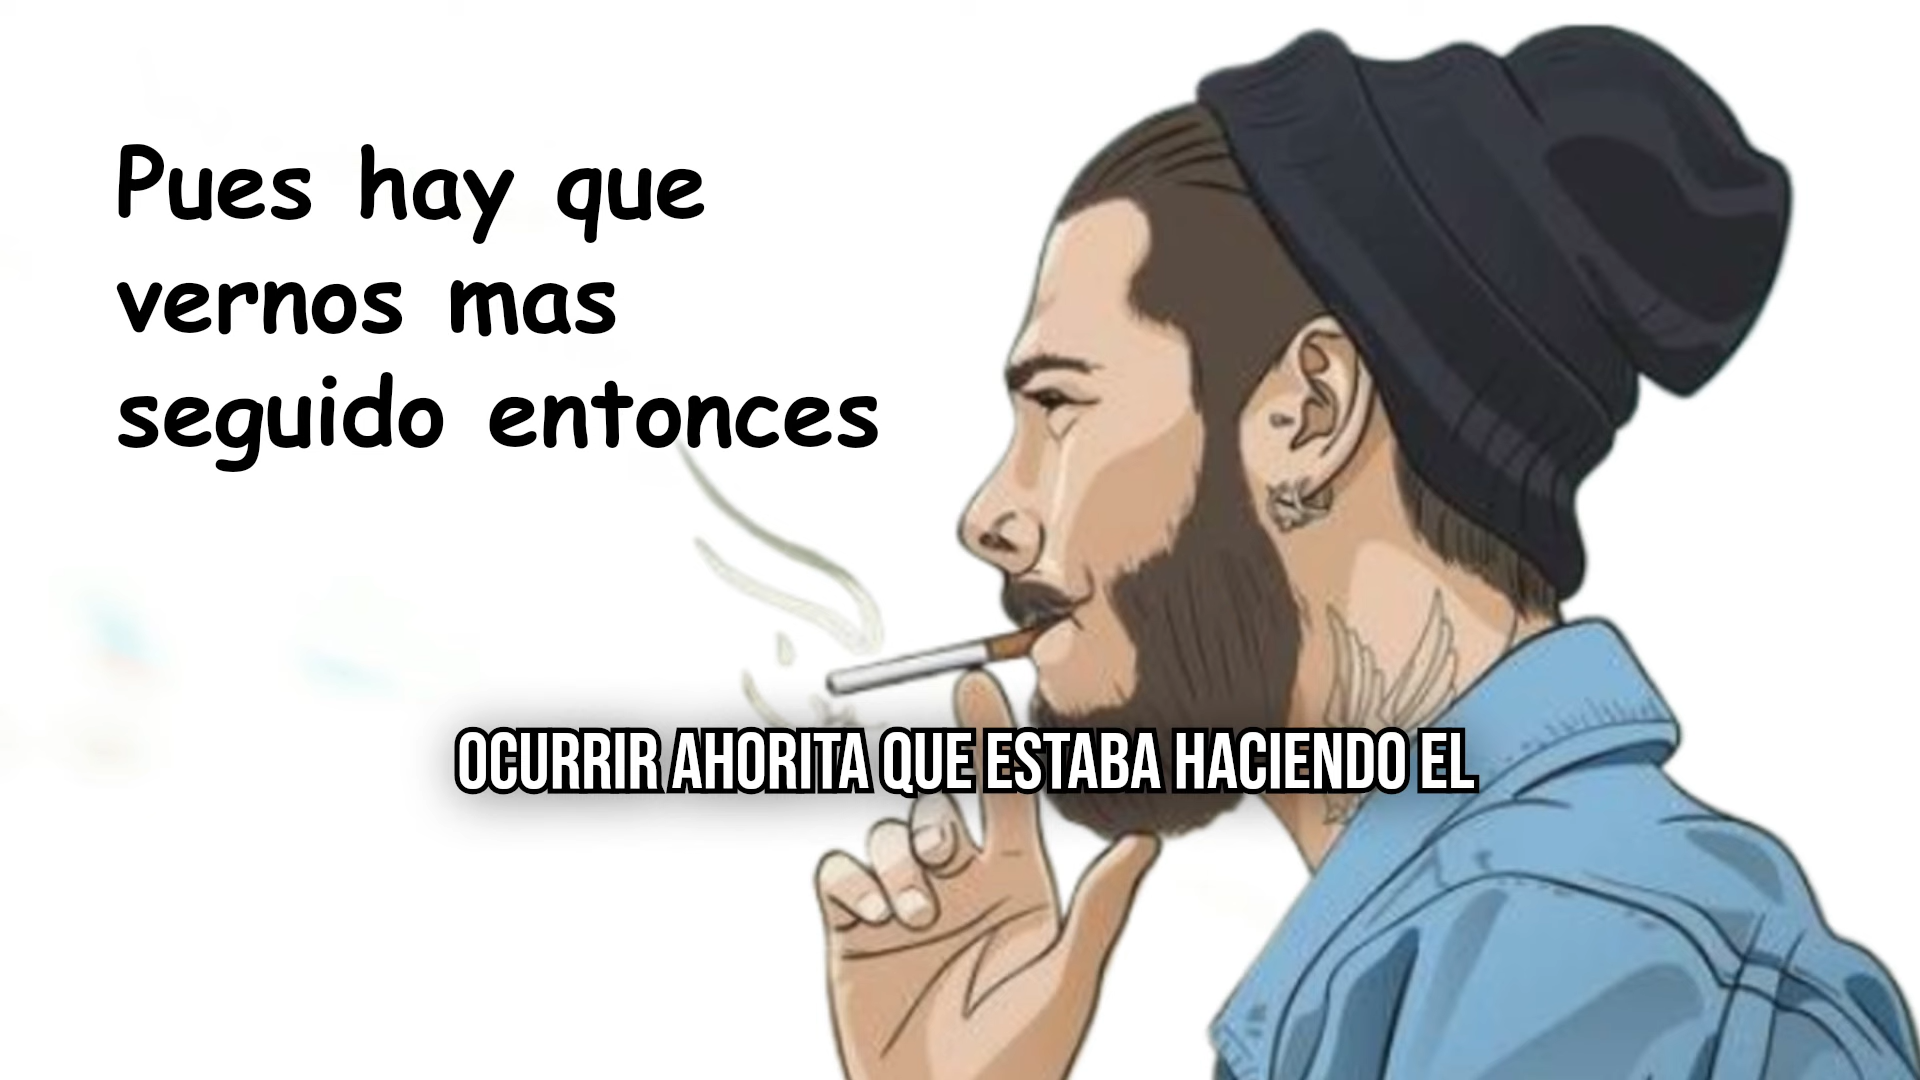 Pues hay que
vernos mas
seguido entonces
OCURRIR AHORITA QUE ESTABA HACIENDO EL